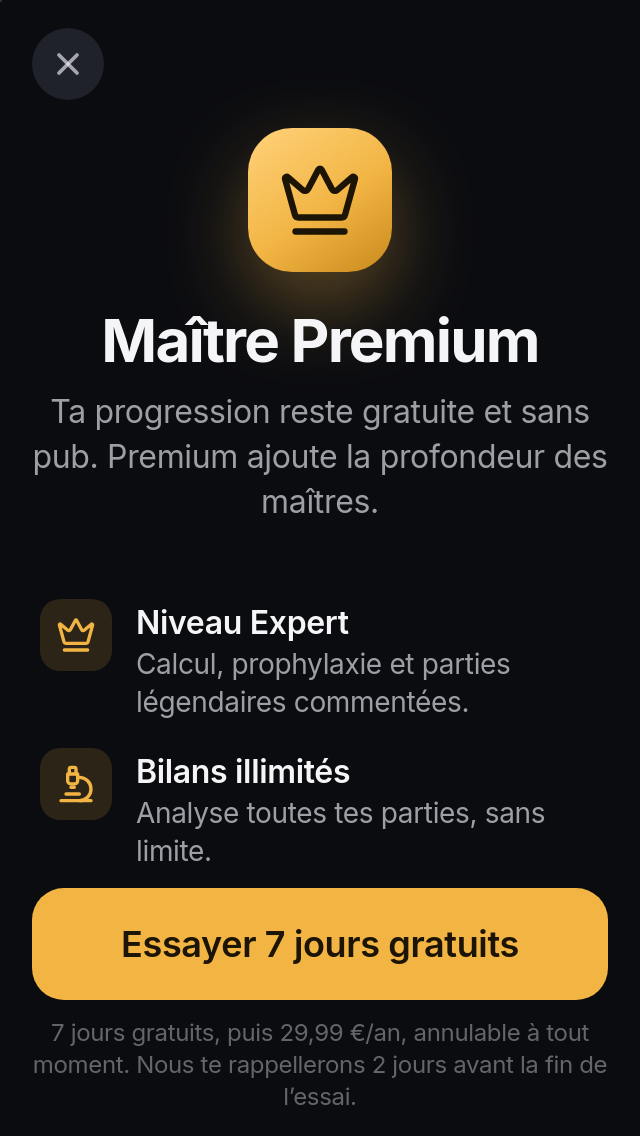 Maître Premium
Ta progression reste gratuite et sans
pub. Premium ajoute la profondeur des
maîtres.
Niveau Expert
Calcul, prophylaxie et parties
légendaires commentées.
Bilans illimités
Analyse toutes tes parties, sans
limite.
Essayer 7 jours gratuits
7 jours gratuits, puis 29,99 €/an, annulable à tout
moment. Nous te rappellerons 2 jours avant la fin de
l’essai.